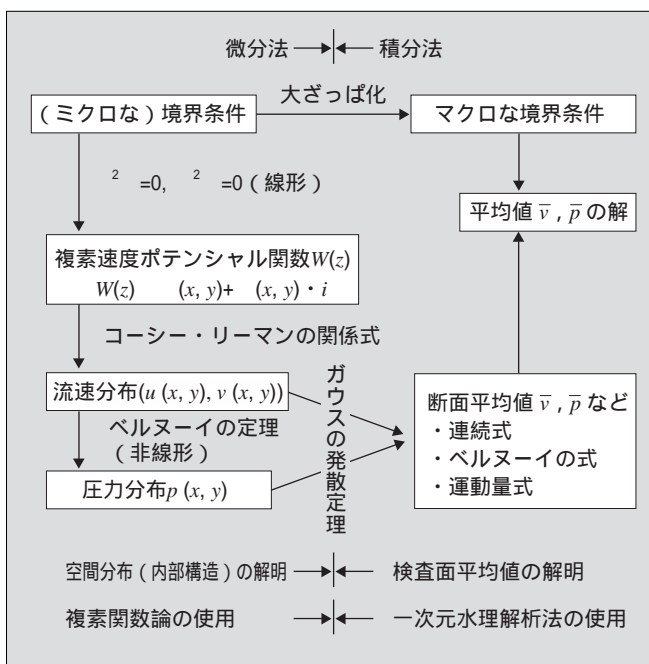 微分法 積分法
(ミクロな)境界条件
大ざっぱ化
マクロな境界条件
² =0, ² =0(線形)
平均値 v̅, p̅ の解
複素速度ポテンシャル関数W(z)
W(z) (x, y)+ (x, y)・i
コーシー・リーマンの関係式
流速分布(u (x, y), v (x, y))
ベルヌーイの定理
(非線形)
圧力分布p (x, y)
ガウスの発散定理
断面平均値 v̅, p̅ など
・連続式
・ベルヌーイの式
・運動量式
空間分布(内部構造)の解明 検査面平均値の解明
複素関数論の使用 一次元水理解析法の使用